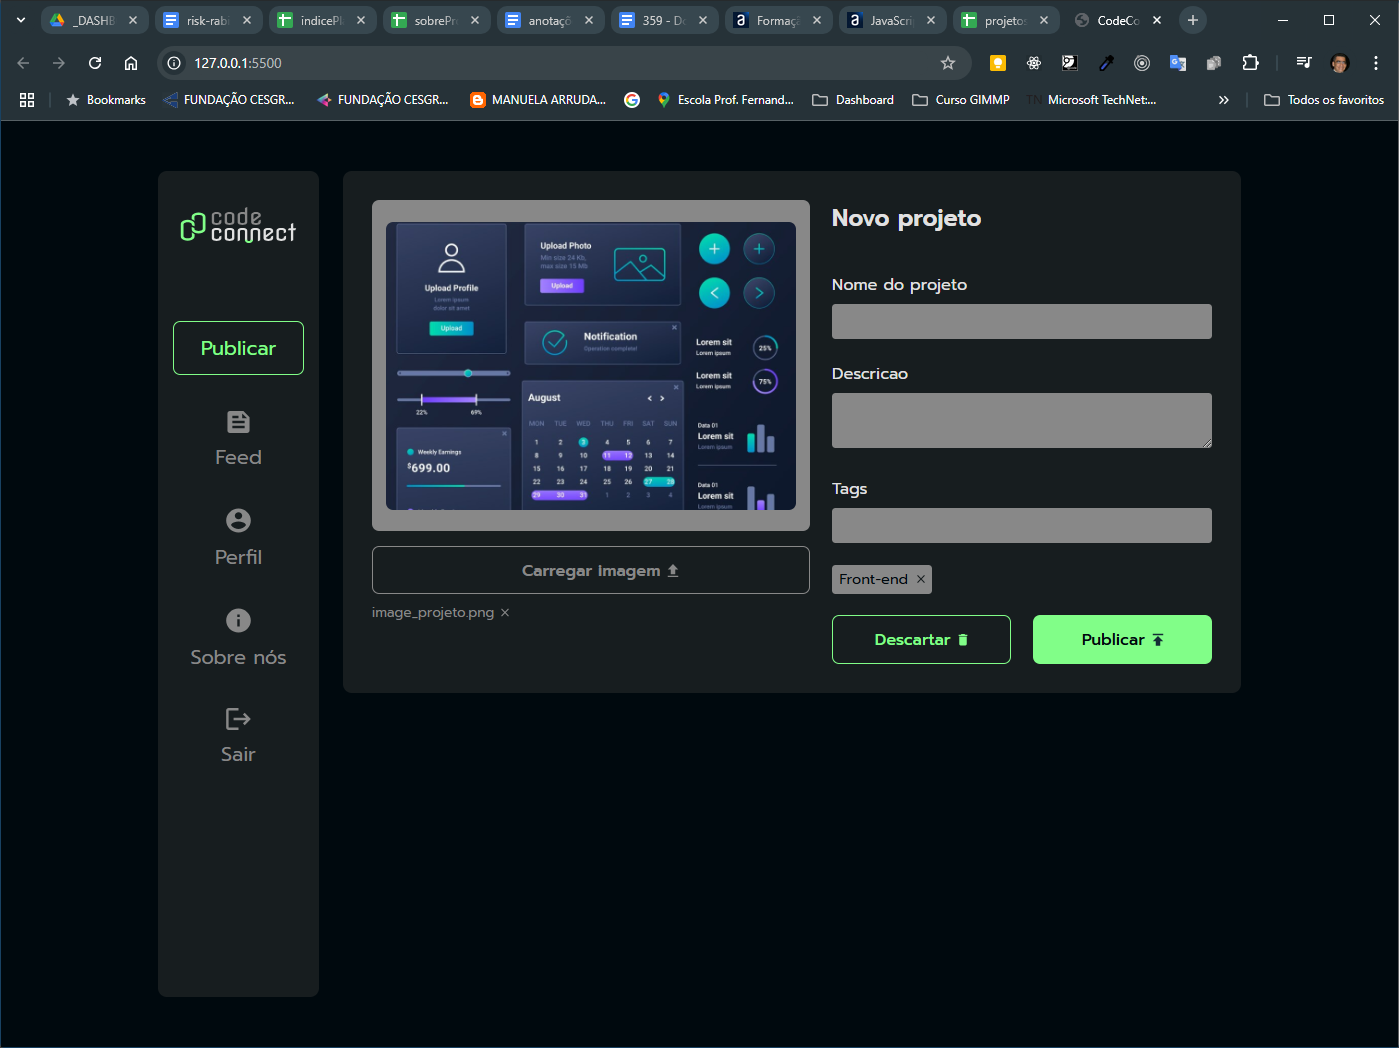 _DASHB
risk-rabi
indicePla
sobrePro
anotaçõ
359 - Do
Formaçã
JavaScri
projetos
CodeCo
127.0.0.1:5500
Bookmarks
FUNDAÇÃO CESGR...
FUNDAÇÃO CESGR...
MANUELA ARRUDA...
Escola Prof. Fernand...
Dashboard
Curso GIMMP
TN Microsoft TechNet:...
Todos os favoritos
code
connect
Publicar
Feed
Perfil
Sobre nós
Sair
Upload Profile
Lorem ipsum
dolor sit amet
Upload
Upload Photo
Min size 24 Kb,
max size 15 Mb
Upload
Notification
Operation complete!
Lorem sit
Lorem ipsum
25%
Lorem sit
Lorem ipsum
75%
22%
69%
August
MON TUE WED THU FRI SAT SUN
1 2 3 4 5 6 7
8 9 10 11 12 13 14
15 16 17 18 19 20 21
22 23 24 25 26 27 28
29 30 31 1 2 3 4
Weekly Earnings
$699.00
Data 01
Lorem sit
Lorem ipsum
Data 01
Lorem sit
Lorem ipsum
Carregar imagem
image_projeto.png
Novo projeto
Nome do projeto
Descricao
Tags
Front-end
Descartar
Publicar